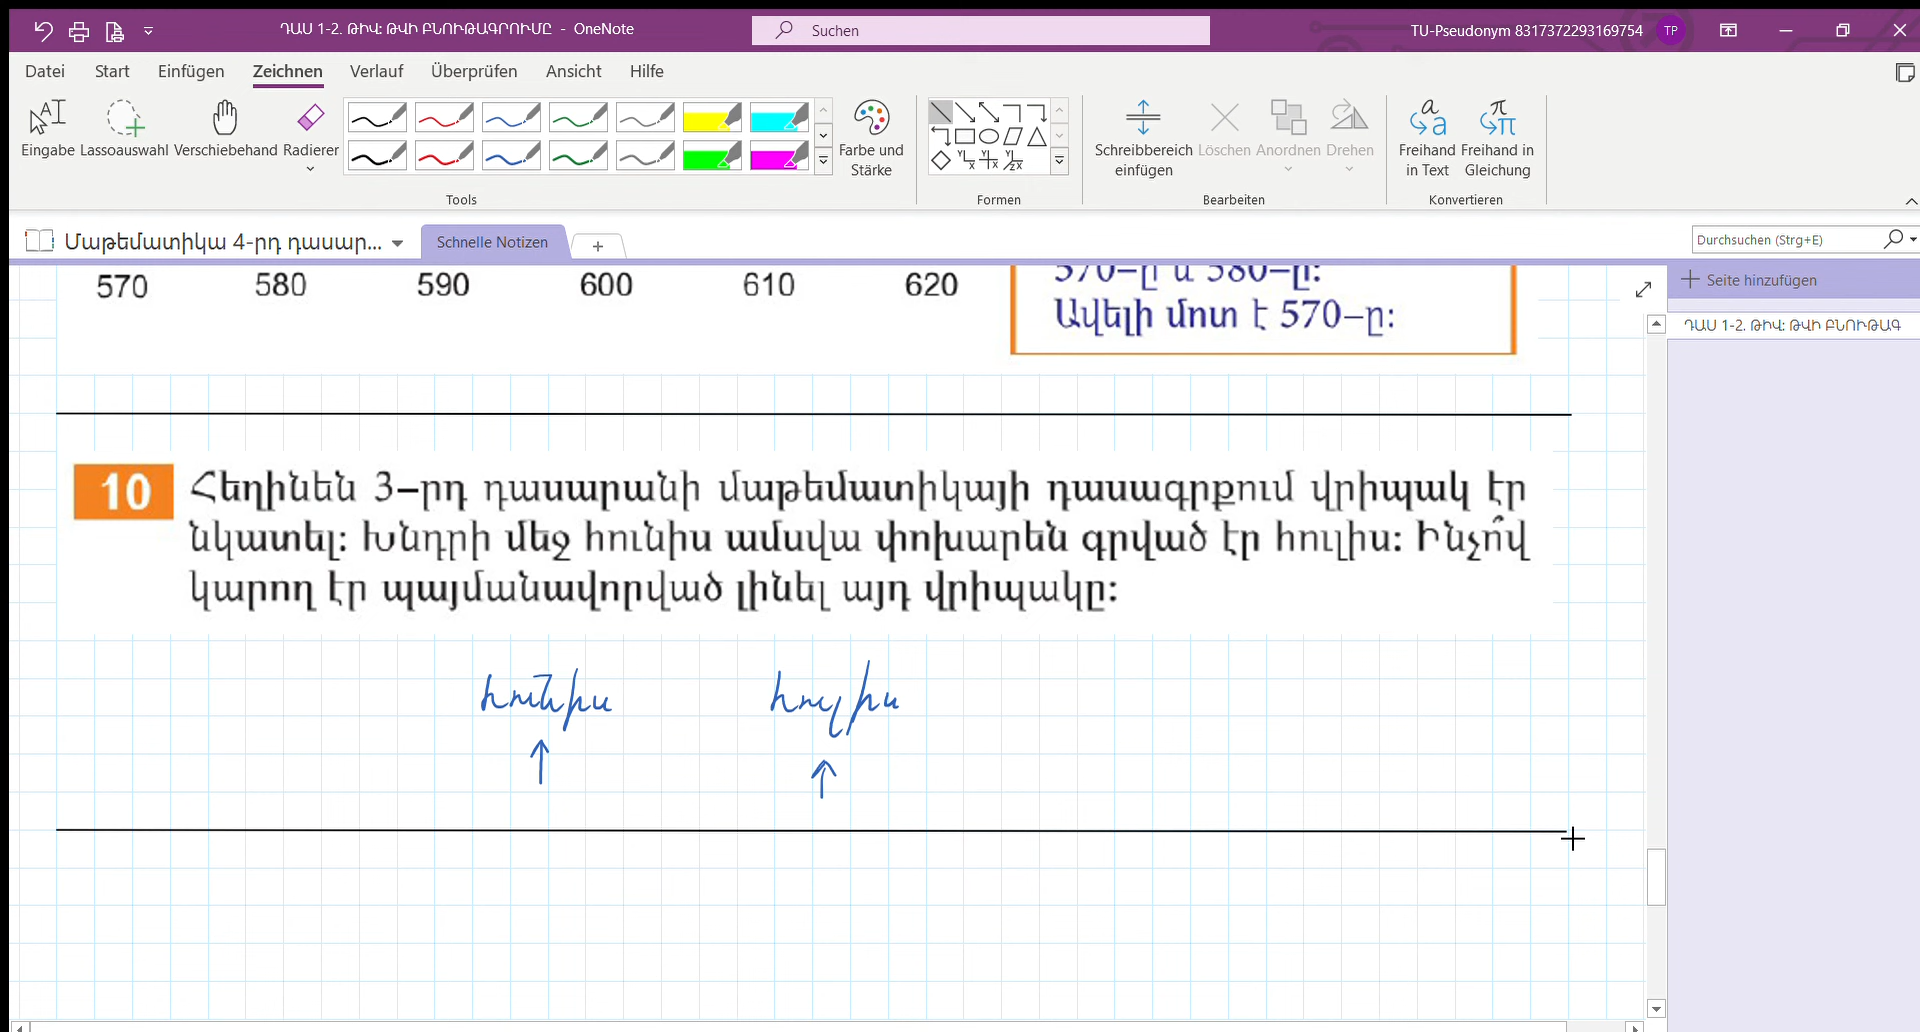 ԴԱՍ 1-2. ԹԻՎ: ԹՎԻ ԲՆՈՒԹԱԳՐՈՒՄԸ - OneNote
Suchen
TU-Pseudonym 8317372293169754
TP
Datei Start Einfügen Zeichnen Verlauf Überprüfen Ansicht Hilfe
Eingabe Lassoauswahl Verschiebehand Radierer
Farbe und Stärke
Schreibbereich einfügen
Löschen Anordnen Drehen
Freihand in Text
Freihand in Gleichung
Tools Formen Bearbeiten Konvertieren
Մաթեմատիկա 4-րդ դասար...
Schnelle Notizen
Durchsuchen (Strg+E)
Seite hinzufügen
ԴԱՍ 1-2. ԹԻՎ: ԹՎԻ ԲՆՈՒԹԱԳ
570 580 590 600 610 620
570–ը և 580–ը:
Ավելի մոտ է 570–ը:
10 Հեղինեն 3–րդ դասարանի մաթեմատիկայի դասագրքում վրիպակ էր
նկատել: Խնդրի մեջ հունիս ամսվա փոխարեն գրված էր հուլիս: Ինչո՞վ
կարող էր պայմանավորված լինել այդ վրիպակը:
հունիս հուլիս